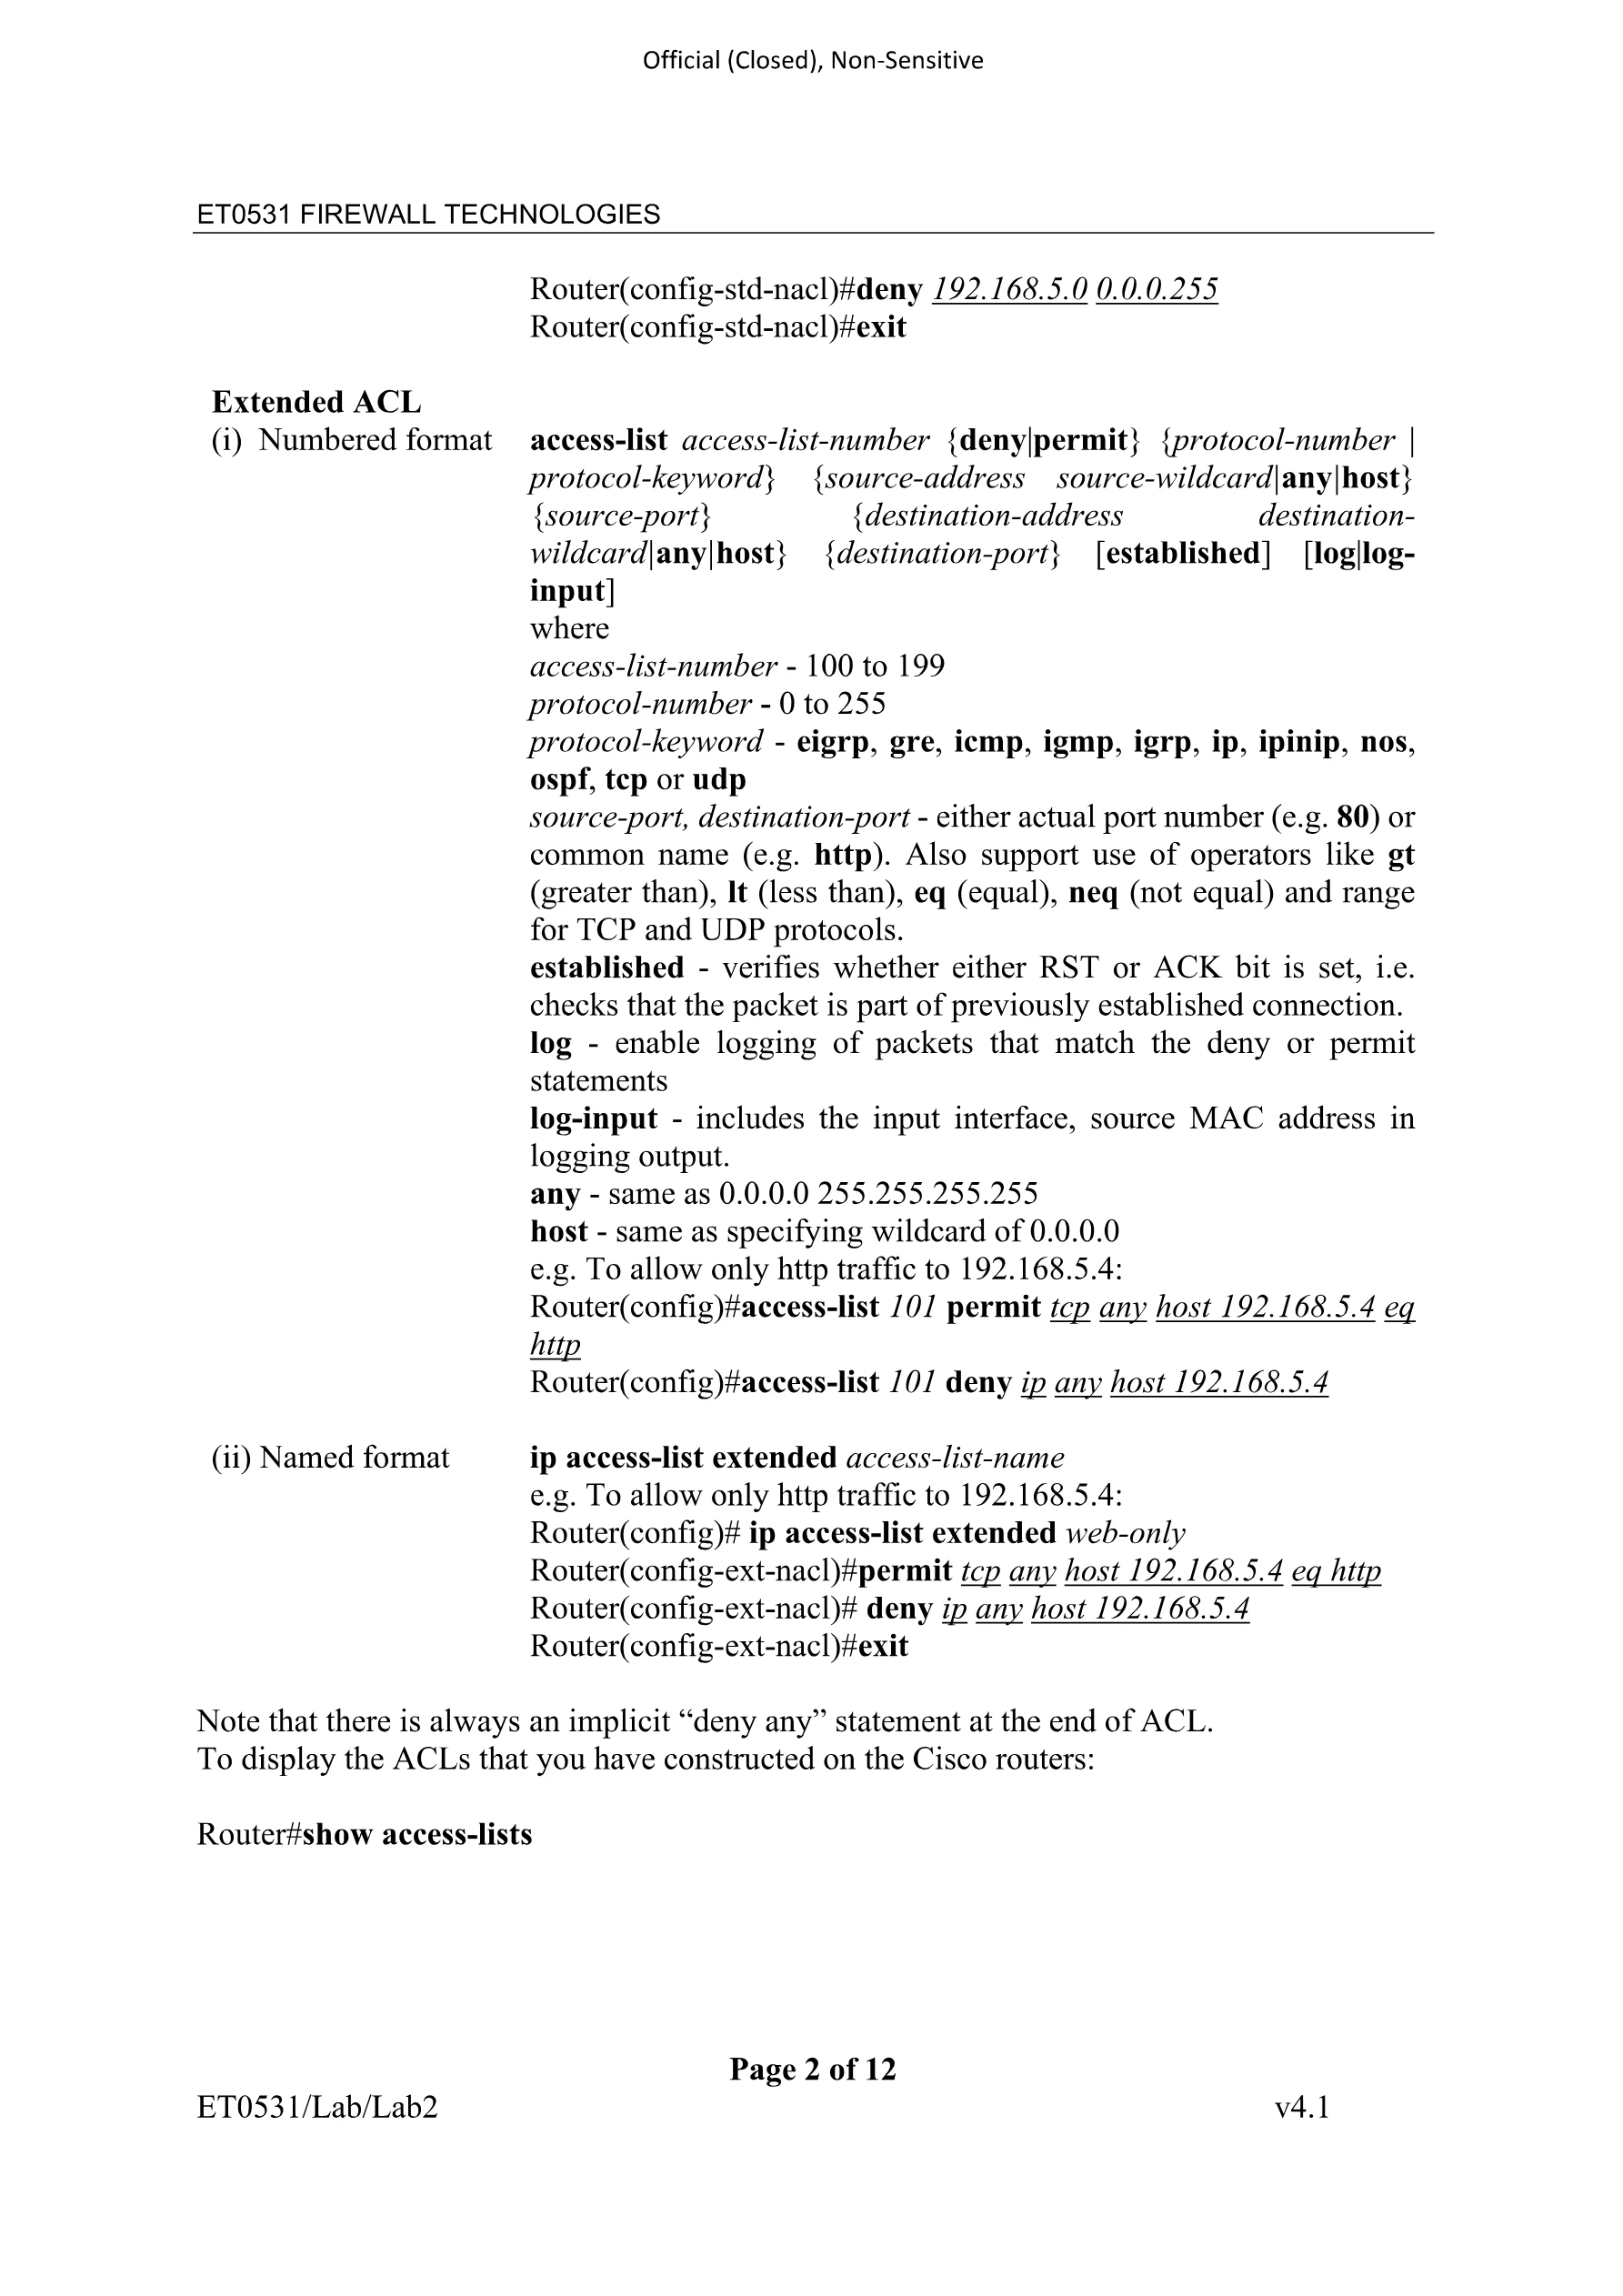 Official (Closed), Non-Sensitive
ET0531 FIREWALL TECHNOLOGIES
Router(config-std-nacl)#deny 192.168.5.0 0.0.0.255
Router(config-std-nacl)#exit
Extended ACL
(i) Numbered format
access-list access-list-number {deny|permit} {protocol-number |
protocol-keyword} {source-address source-wildcard|any|host}
{source-port} {destination-address destination-
wildcard|any|host} {destination-port} [established] [log|log-
input]
where
access-list-number - 100 to 199
protocol-number - 0 to 255
protocol-keyword - eigrp, gre, icmp, igmp, igrp, ip, ipinip, nos,
ospf, tcp or udp
source-port, destination-port - either actual port number (e.g. 80) or
common name (e.g. http). Also support use of operators like gt
(greater than), lt (less than), eq (equal), neq (not equal) and range
for TCP and UDP protocols.
established - verifies whether either RST or ACK bit is set, i.e.
checks that the packet is part of previously established connection.
log - enable logging of packets that match the deny or permit
statements
log-input - includes the input interface, source MAC address in
logging output.
any - same as 0.0.0.0 255.255.255.255
host - same as specifying wildcard of 0.0.0.0
e.g. To allow only http traffic to 192.168.5.4:
Router(config)#access-list 101 permit tcp any host 192.168.5.4 eq
http
Router(config)#access-list 101 deny ip any host 192.168.5.4
(ii) Named format
ip access-list extended access-list-name
e.g. To allow only http traffic to 192.168.5.4:
Router(config)# ip access-list extended web-only
Router(config-ext-nacl)#permit tcp any host 192.168.5.4 eq http
Router(config-ext-nacl)# deny ip any host 192.168.5.4
Router(config-ext-nacl)#exit
Note that there is always an implicit “deny any” statement at the end of ACL.
To display the ACLs that you have constructed on the Cisco routers:
Router#show access-lists
Page 2 of 12
ET0531/Lab/Lab2 v4.1